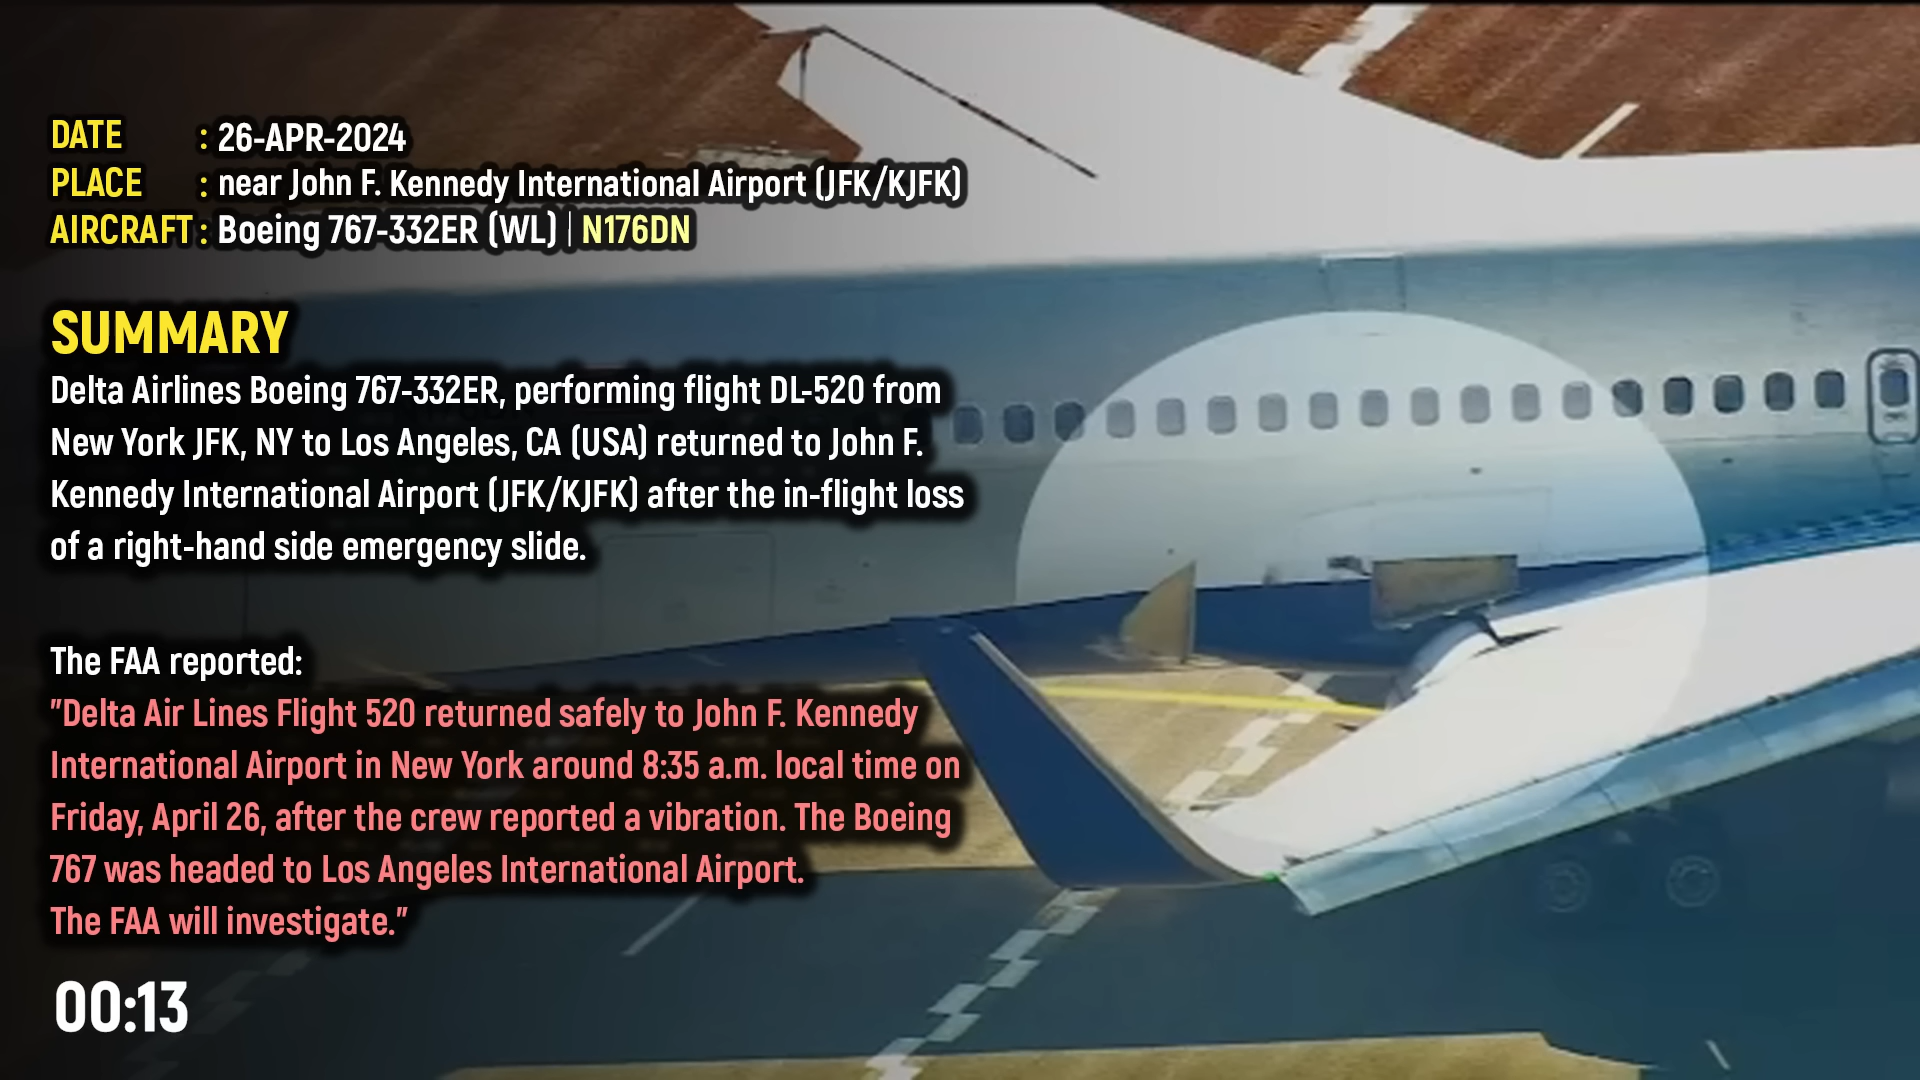 DATE : 26-APR-2024
PLACE : near John F. Kennedy International Airport (JFK/KJFK)
AIRCRAFT : Boeing 767-332ER (WL) | N176DN
SUMMARY
Delta Airlines Boeing 767-332ER, performing flight DL-520 from
New York JFK, NY to Los Angeles, CA (USA) returned to John F.
Kennedy International Airport (JFK/KJFK) after the in-flight loss
of a right-hand side emergency slide.
The FAA reported:
"Delta Air Lines Flight 520 returned safely to John F. Kennedy
International Airport in New York around 8:35 a.m. local time on
Friday, April 26, after the crew reported a vibration. The Boeing
767 was headed to Los Angeles International Airport.
The FAA will investigate."
00:13